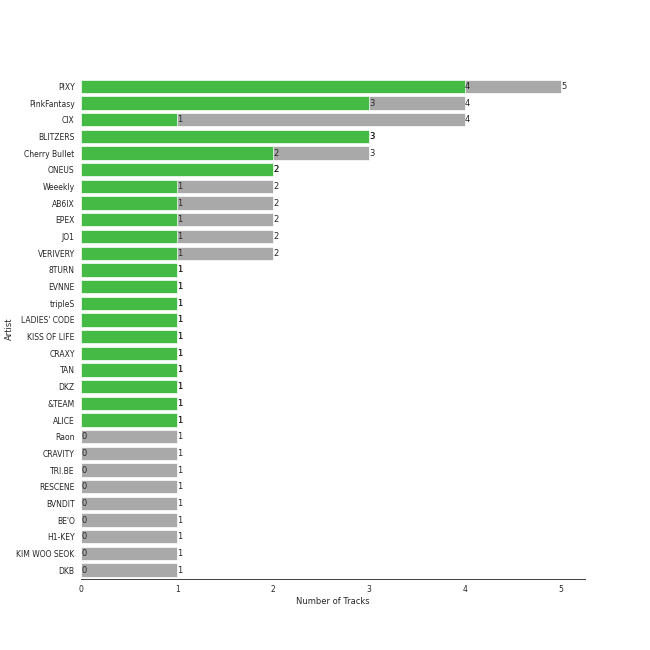 PIXY 4 5
PinkFantasy 3 4
CIX 1 4
BLITZERS 3
Cherry Bullet 2 3
ONEUS 2
Weeekly 1 2
AB6IX 1 2
EPEX 1 2
JO1 1 2
VERIVERY 1 2
8TURN 1
EVNNE 1
tripleS 1
LADIES' CODE 1
KISS OF LIFE 1
CRAXY 1
TAN 1
DKZ 1
&TEAM 1
ALICE 1
Raon 0 1
CRAVITY 0 1
TRI.BE 0 1
RESCENE 0 1
BVNDIT 0 1
BE'O 0 1
H1-KEY 0 1
KIM WOO SEOK 0 1
DKB 0 1
Artist
0 1 2 3 4 5
Number of Tracks